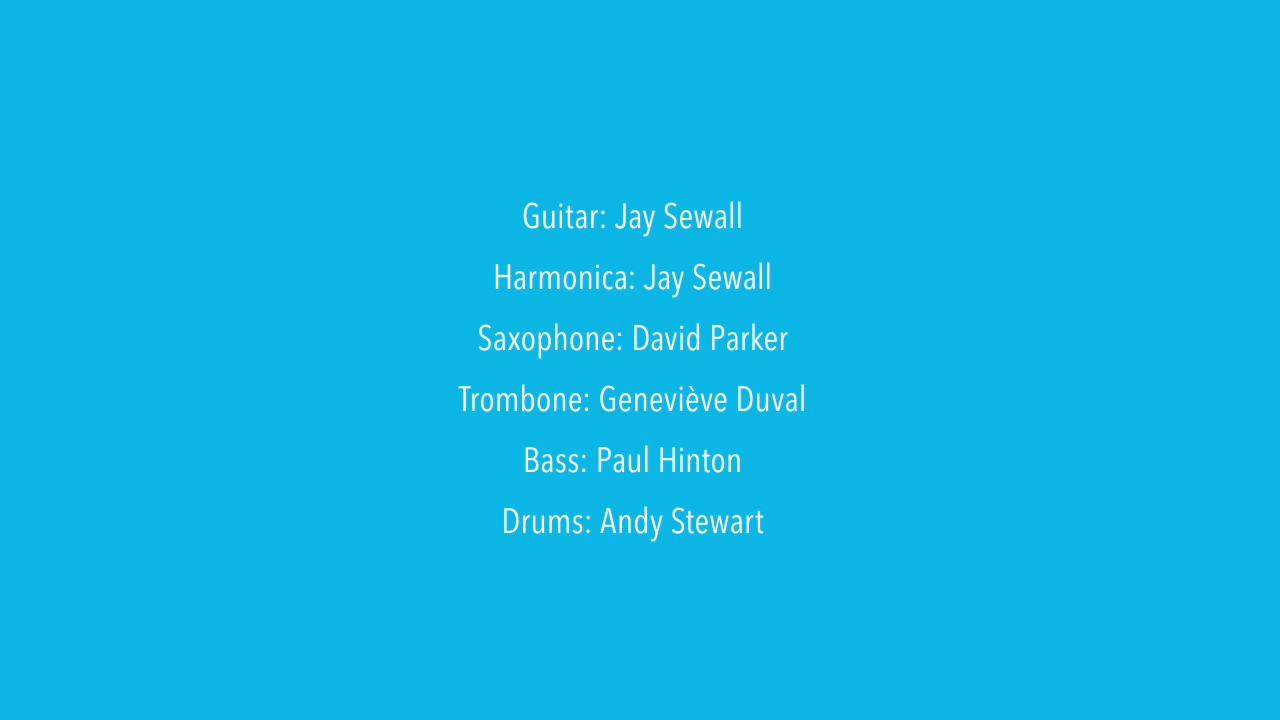 Guitar: Jay Sewall
Harmonica: Jay Sewall
Saxophone: David Parker
Trombone: Geneviève Duval
Bass: Paul Hinton
Drums: Andy Stewart